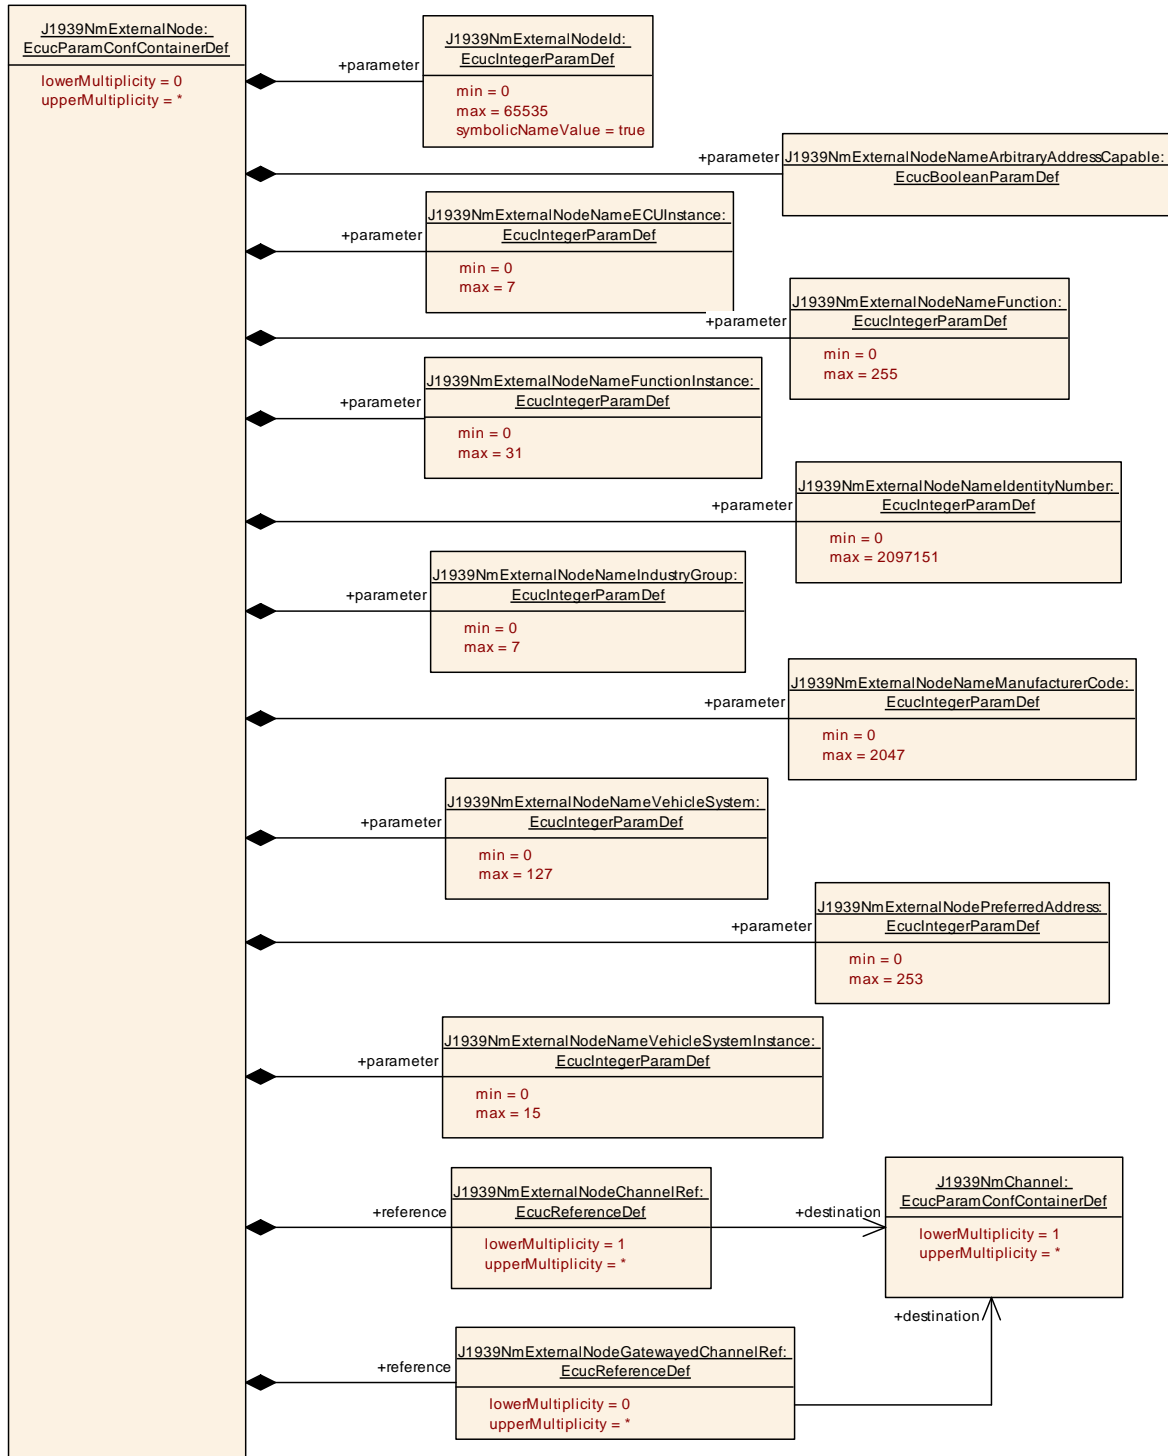 J1939NmExternalNode:
EcucParamConfContainerDef
lowerMultiplicity = 0
upperMultiplicity = *
+parameter
J1939NmExternalNodeId:
EcucIntegerParamDef
min = 0
max = 65535
symbolicNameValue = true
+parameter
J1939NmExternalNodeNameArbitraryAddressCapable:
EcucBooleanParamDef
+parameter
J1939NmExternalNodeNameECUInstance:
EcucIntegerParamDef
min = 0
max = 7
+parameter
J1939NmExternalNodeNameFunction:
EcucIntegerParamDef
min = 0
max = 255
+parameter
J1939NmExternalNodeNameFunctionInstance:
EcucIntegerParamDef
min = 0
max = 31
+parameter
J1939NmExternalNodeNameIdentityNumber:
EcucIntegerParamDef
min = 0
max = 2097151
+parameter
J1939NmExternalNodeNameIndustryGroup:
EcucIntegerParamDef
min = 0
max = 7
+parameter
J1939NmExternalNodeNameManufacturerCode:
EcucIntegerParamDef
min = 0
max = 2047
+parameter
J1939NmExternalNodeNameVehicleSystem:
EcucIntegerParamDef
min = 0
max = 127
+parameter
J1939NmExternalNodePreferredAddress:
EcucIntegerParamDef
min = 0
max = 253
+parameter
J1939NmExternalNodeNameVehicleSystemInstance:
EcucIntegerParamDef
min = 0
max = 15
+reference
J1939NmExternalNodeChannelRef:
EcucReferenceDef
lowerMultiplicity = 1
upperMultiplicity = *
+destination
J1939NmChannel:
EcucParamConfContainerDef
lowerMultiplicity = 1
upperMultiplicity = *
+destination
+reference
J1939NmExternalNodeGatewayedChannelRef:
EcucReferenceDef
lowerMultiplicity = 0
upperMultiplicity = *